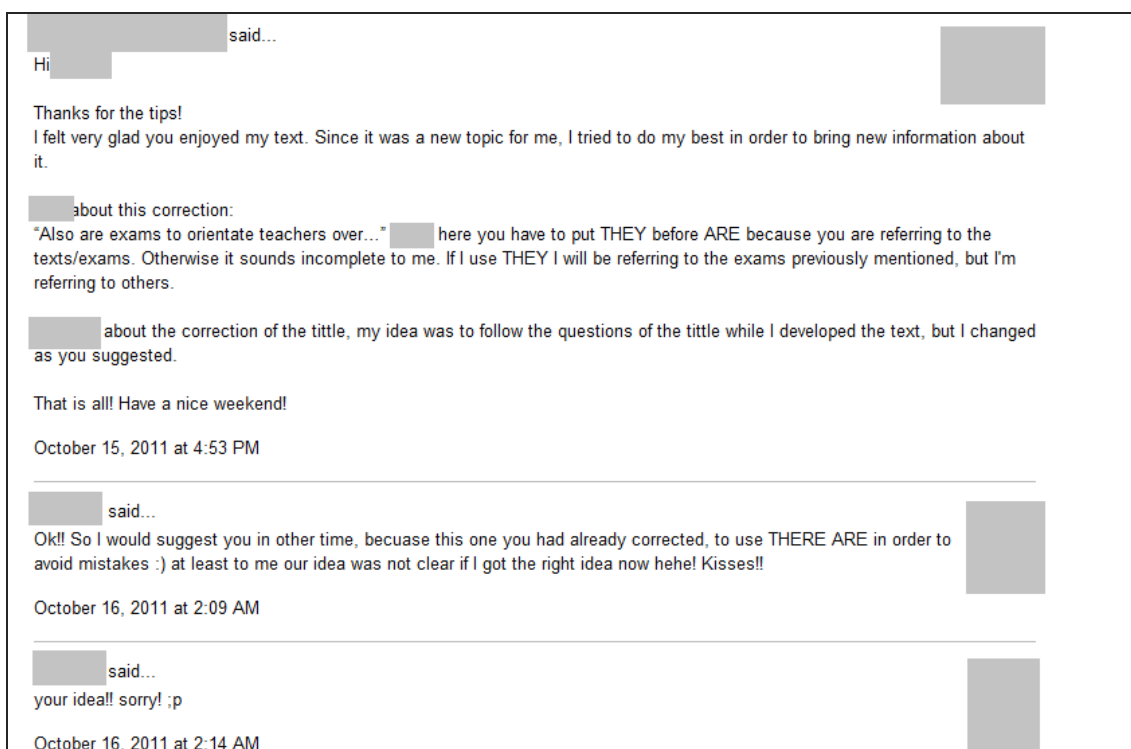 said...
Hi
Thanks for the tips!
I felt very glad you enjoyed my text. Since it was a new topic for me, I tried to do my best in order to bring new information about
it.
about this correction:
“Also are exams to orientate teachers over...” here you have to put THEY before ARE because you are referring to the
texts/exams. Otherwise it sounds incomplete to me. If I use THEY I will be referring to the exams previously mentioned, but I'm
referring to others.
about the correction of the tittle, my idea was to follow the questions of the tittle while I developed the text, but I changed
as you suggested.
That is all! Have a nice weekend!
October 15, 2011 at 4:53 PM
said...
Ok!! So I would suggest you in other time, becuase this one you had already corrected, to use THERE ARE in order to
avoid mistakes :) at least to me our idea was not clear if I got the right idea now hehe! Kisses!!
October 16, 2011 at 2:09 AM
said...
your idea!! sorry! ;p
October 16, 2011 at 2:14 AM